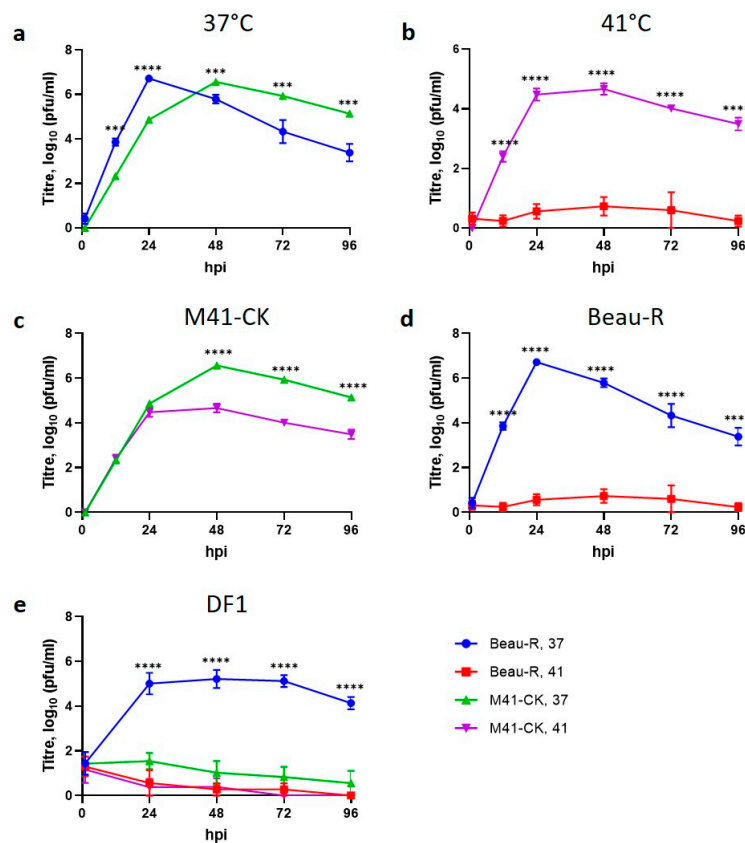 a
37°C
Titre, log10 (pfu/ml)
8
6
4
2
0
*** **** *** *** ***
0 24 48 72 96
hpi
b
41°C
Titre, log10 (pfu/ml)
6
4
2
0
**** **** **** **** ***
0 24 48 72 96
hpi
c
M41-CK
Titre, log10 (pfu/ml)
8
6
4
2
0
**** **** ****
0 24 48 72 96
hpi
d
Beau-R
Titre, log10 (pfu/ml)
8
6
4
2
0
**** **** **** **** ***
0 24 48 72 96
hpi
e
DF1
Titre, log10 (pfu/ml)
8
6
4
2
0
**** **** **** ****
0 24 48 72 96
hpi
Beau-R, 37
Beau-R, 41
M41-CK, 37
M41-CK, 41